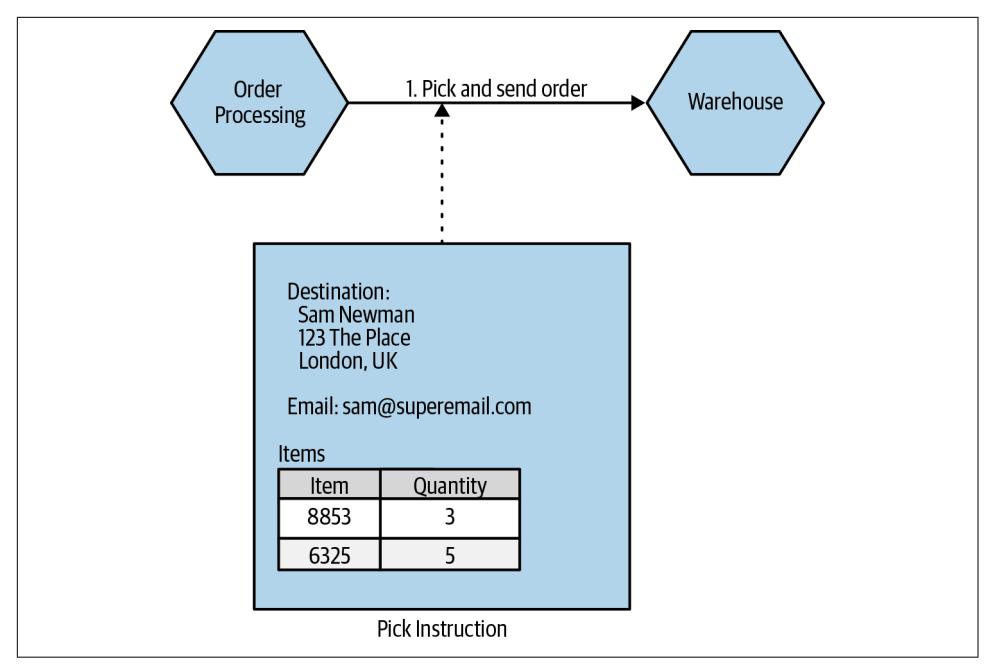 Order
Processing
1. Pick and send order
Warehouse
Destination:
Sam Newman
123 The Place
London, UK
Email: sam@superemail.com
Items
Item Quantity
8853 3
6325 5
Pick Instruction